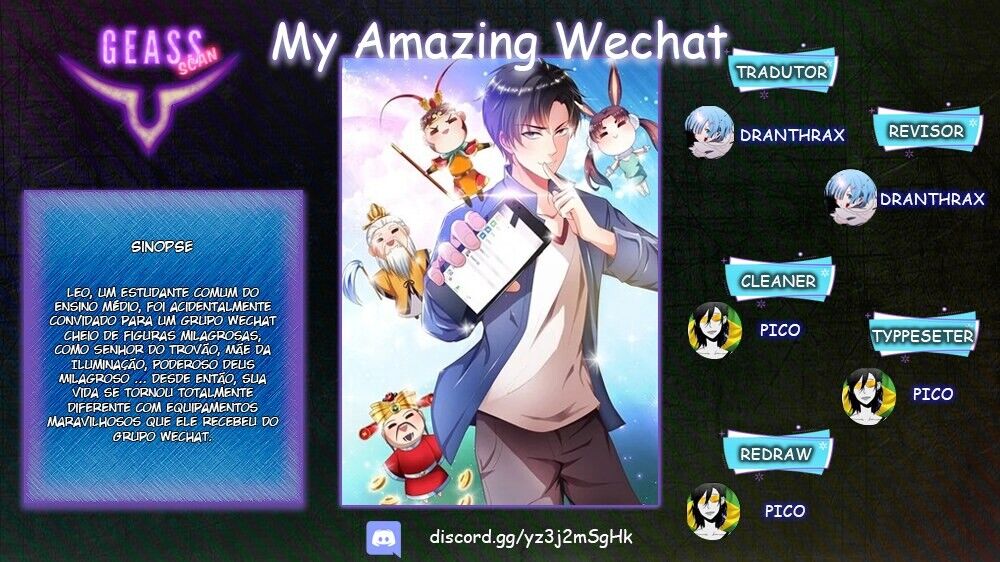 GEASS
SCAN
My Amazing Wechat
SINOPSE
LEO, UM ESTUDANTE COMUM DO
ENSINO MÉDIO, FOI ACIDENTALMENTE
CONVIDADO PARA UM GRUPO WECHAT
CHEIO DE FIGURAS MILAGROSAS,
COMO SENHOR DO TROVÃO, MÃE DA
ILUMINAÇÃO, PODEROSO DEUS
MILAGROSO ... DESDE ENTÃO, SUA
VIDA SE TORNOU TOTALMENTE
DIFERENTE COM EQUIPAMENTOS
MARAVILHOSOS QUE ELE RECEBEU DO
GRUPO WECHAT.
TRADUTOR
DRANTHRAX
REVISOR
DRANTHRAX
CLEANER
PICO
TYPPESETER
PICO
REDRAW
PICO
discord.gg/yz3j2mSgHk